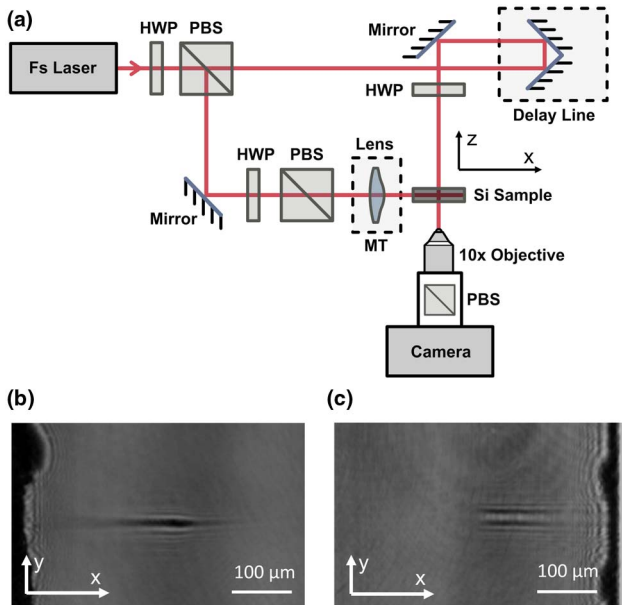 (a)
HWP PBS
Fs Laser
Mirror
HWP
Delay Line
HWP PBS Lens
z
x
Si Sample
Mirror
MT
10x Objective
PBS
Camera
(b)
(c)
y
x
100 μm
y
x
100 μm